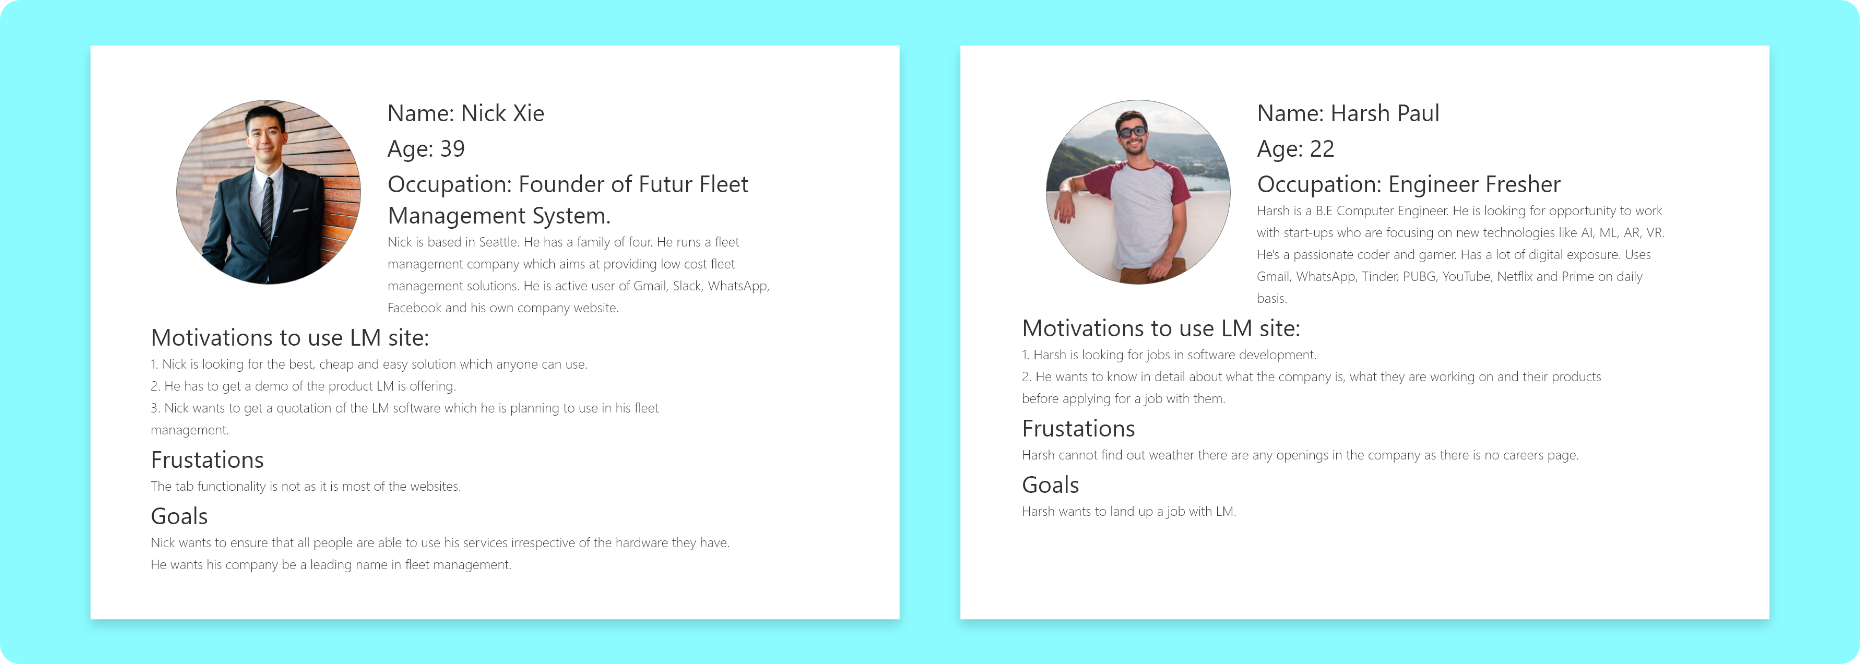 Name: Nick Xie
Age: 39
Occupation: Founder of Futur Fleet
Management System.
Nick is based in Seattle. He has a family of four. He runs a fleet
management company which aims at providing low cost fleet
management solutions. He is active user of Gmail, Slack, WhatsApp,
Facebook and his own company website.
Motivations to use LM site:
1. Nick is looking for the best, cheap and easy solution which anyone can use.
2. He has to get a demo of the product LM is offering.
3. Nick wants to get a quotation of the LM software which he is planning to use in his fleet
management.
Frustations
The tab functionality is not as it is most of the websites.
Goals
Nick wants to ensure that all people are able to use his services irrespective of the hardware they have.
He wants his company be a leading name in fleet management.
Name: Harsh Paul
Age: 22
Occupation: Engineer Fresher
Harsh is a B.E Computer Engineer. He is looking for opportunity to work
with start-ups who are focusing on new technologies like AI, ML, AR, VR.
He's a passionate coder and gamer. Has a lot of digital exposure. Uses
Gmail, WhatsApp, Tinder, PUBG, YouTube, Netflix and Prime on daily
basis.
Motivations to use LM site:
1. Harsh is looking for jobs in software development.
2. He wants to know in detail about what the company is, what they are working on and their products
before applying for a job with them.
Frustations
Harsh cannot find out weather there are any openings in the company as there is no careers page.
Goals
Harsh wants to land up a job with LM.